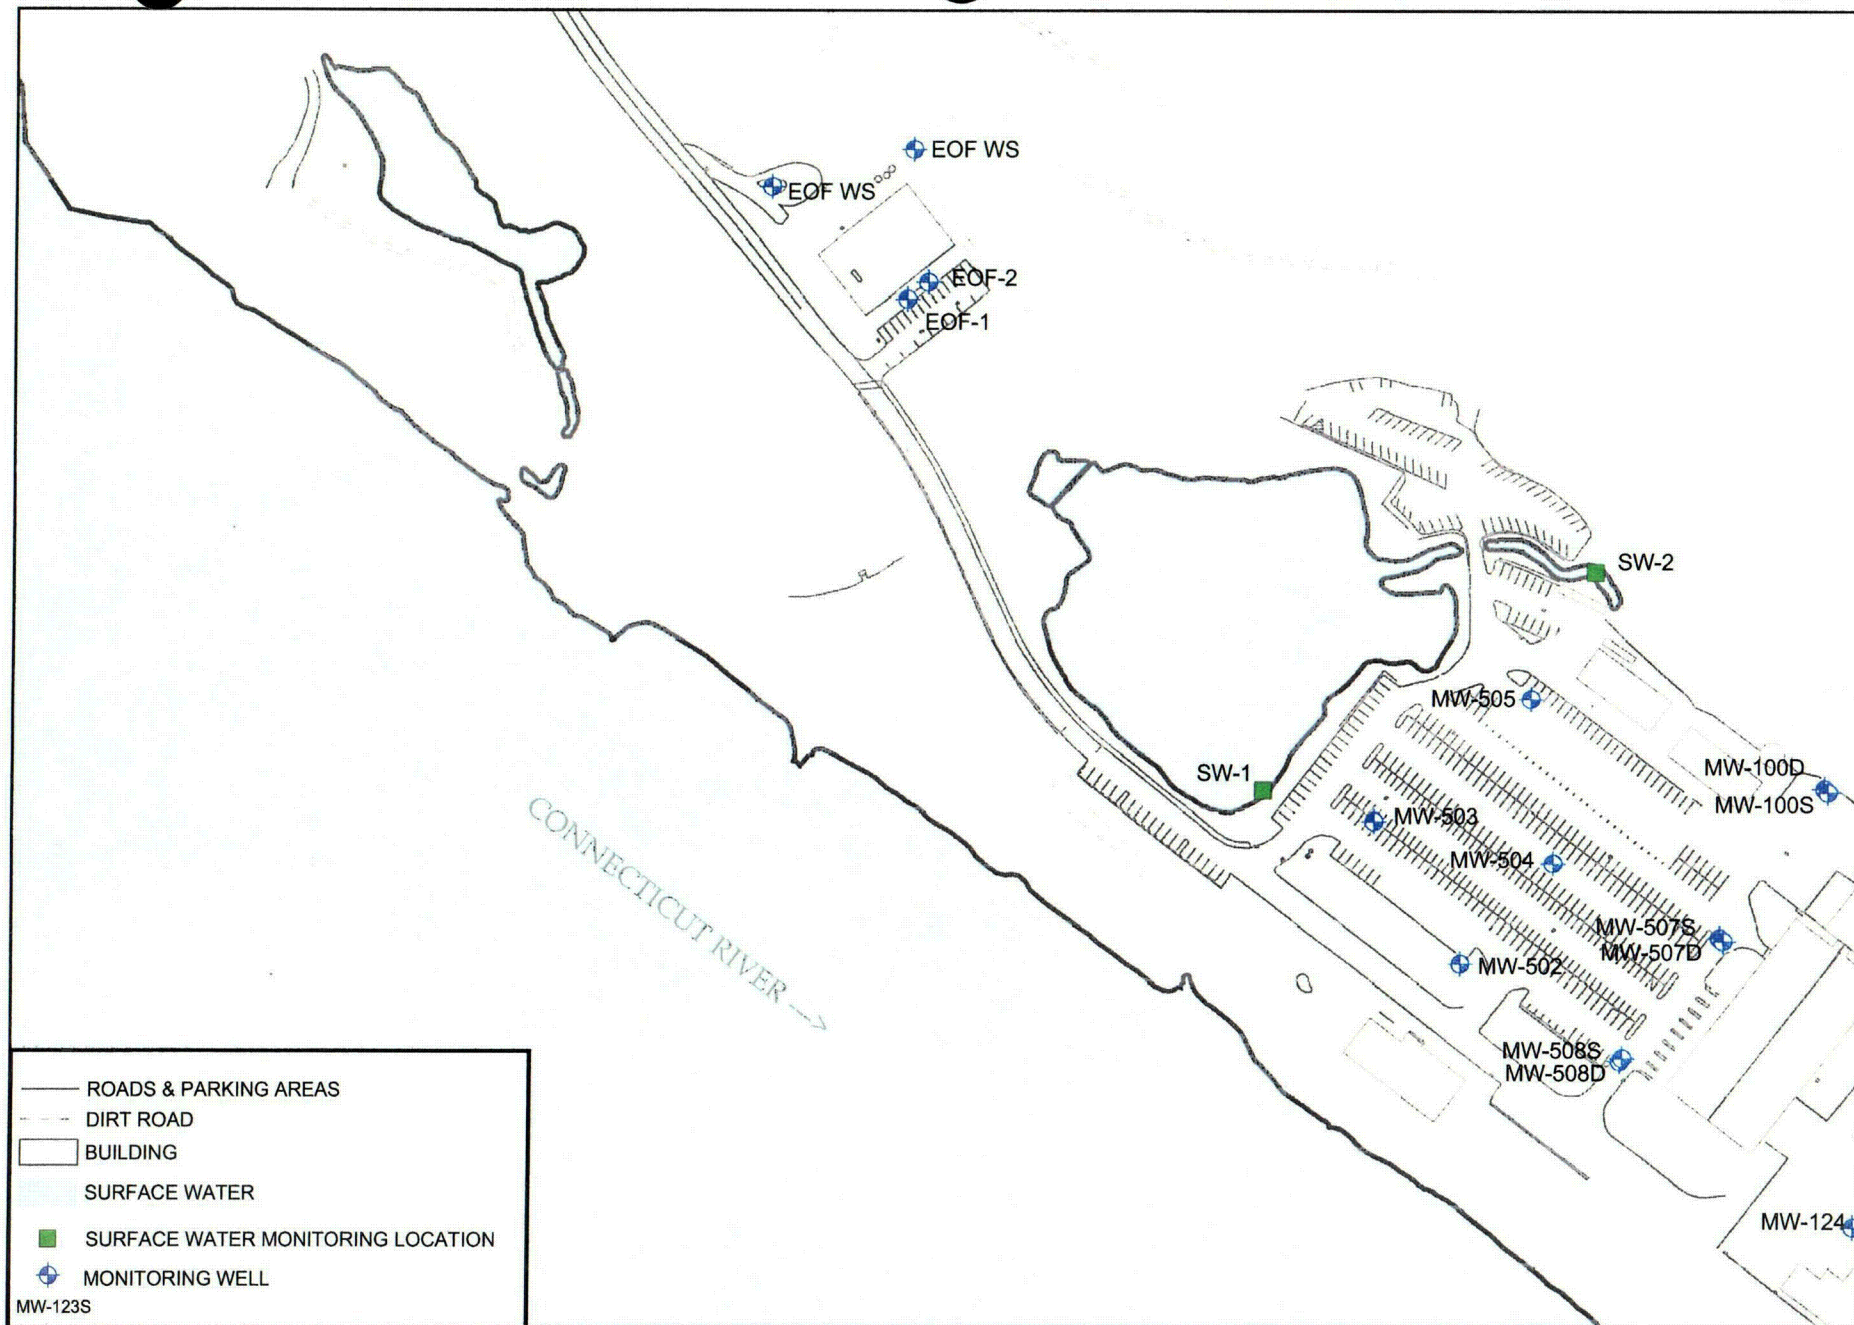 EOF WS
EOF WS
EOF-2
EOF-1
SW-2
MW-505
SW-1
MW-100D
MW-100S
MW-503
MW-504
MW-507S
MW-507D
MW-502
MW-508S
MW-508D
MW-124
CONNECTICUT RIVER
ROADS & PARKING AREAS
DIRT ROAD
BUILDING
SURFACE WATER
SURFACE WATER MONITORING LOCATION
MONITORING WELL
MW-123S